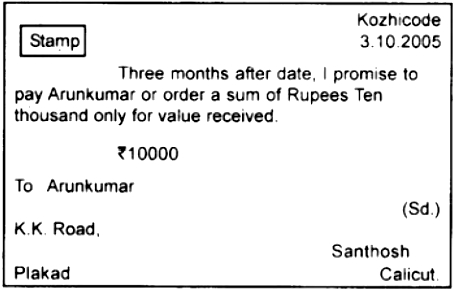 Kozhicode
Stamp 3.10.2005
Three months after date, I promise to
pay Arunkumar or order a sum of Rupees Ten
thousand only for value received.
₹10000
To Arunkumar
(Sd.)
K.K. Road,
Santhosh
Plakad Calicut.